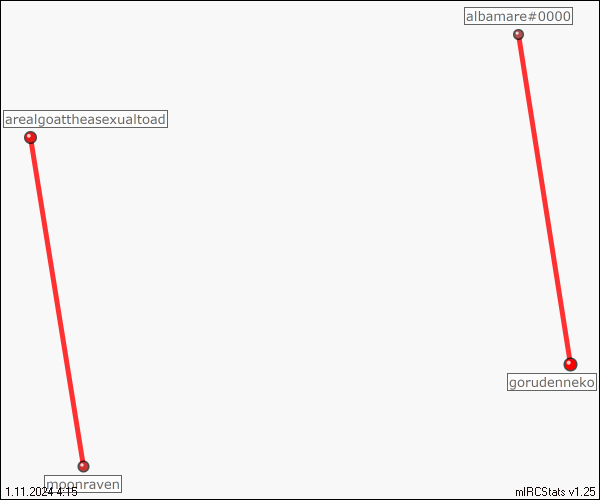 albamare#0000
arealgoattheasexualtoad
gorudenneko
moonraven
1.11.2024 4:15
mIRCStats v1.25